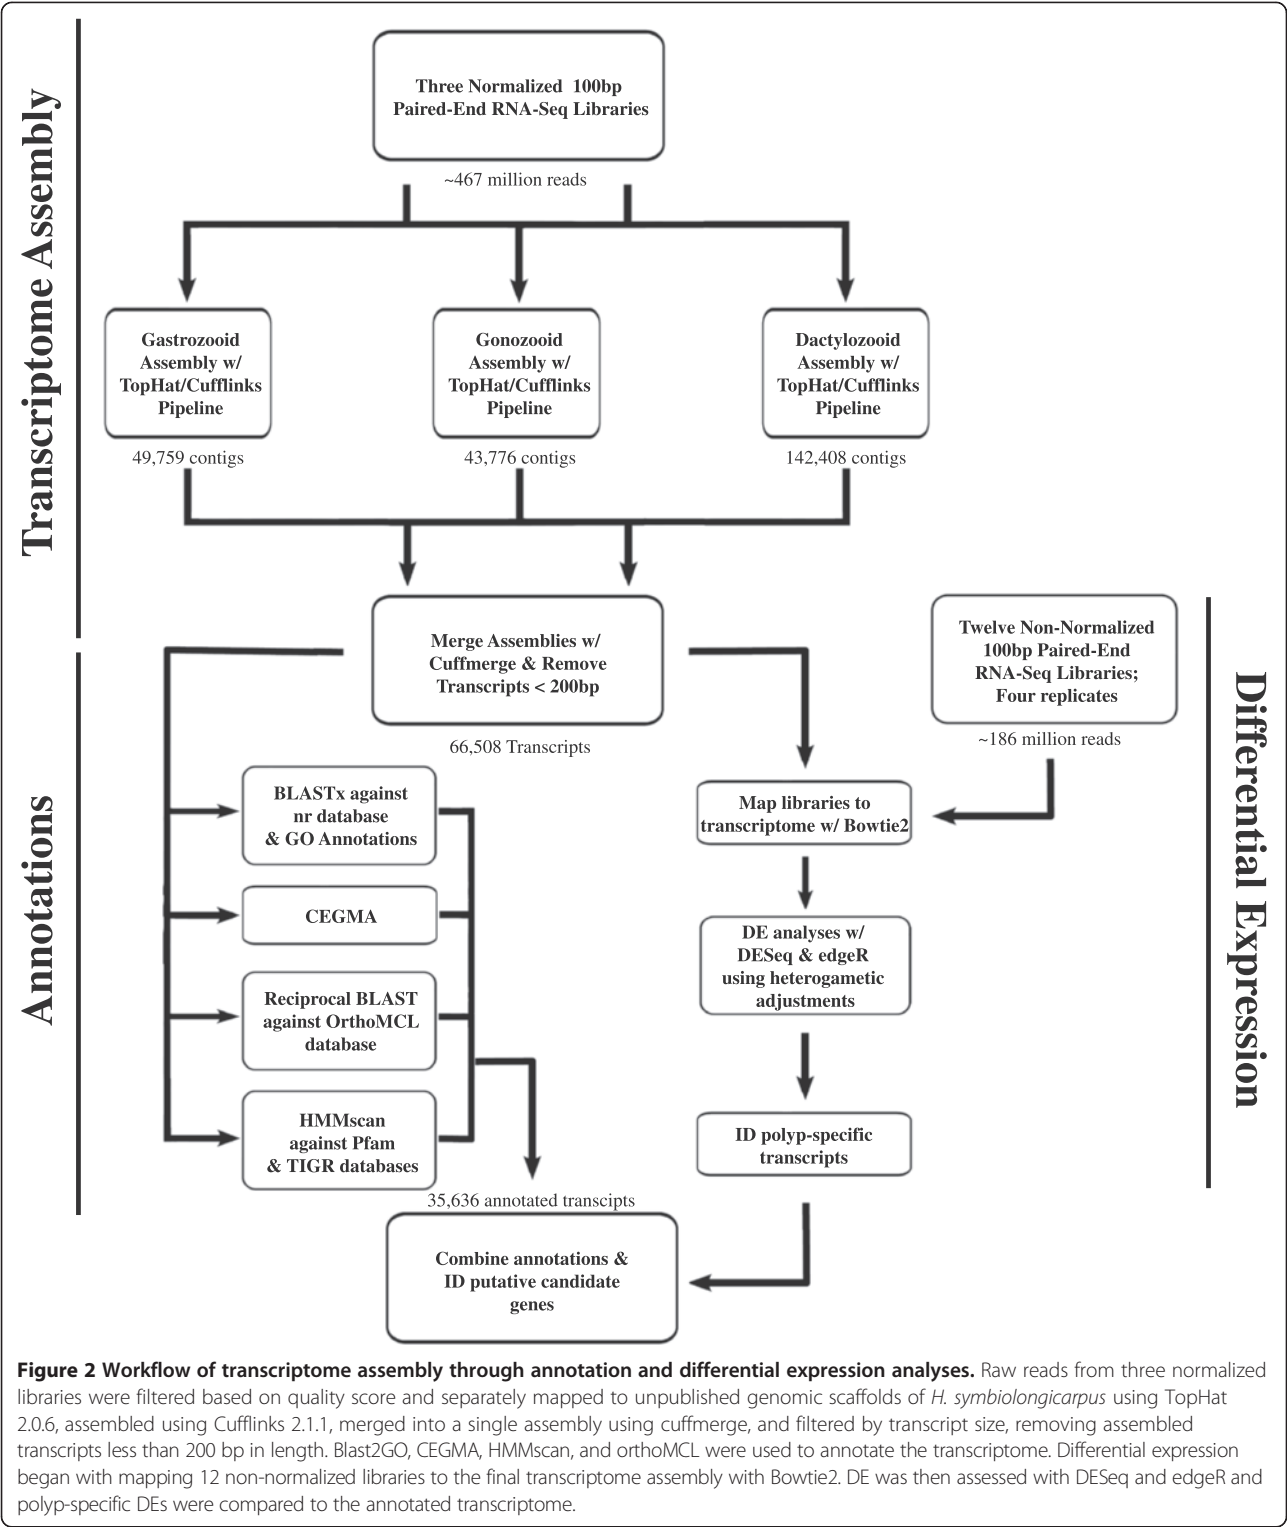 Transcriptome Assembly
Three Normalized 100bp
Paired-End RNA-Seq Libraries
~467 million reads
Gastrozooid
Assembly w/
TopHat/Cufflinks
Pipeline
49,759 contigs
Gonozooid
Assembly w/
TopHat/Cufflinks
Pipeline
43,776 contigs
Dactylozooid
Assembly w/
TopHat/Cufflinks
Pipeline
142,408 contigs
Merge Assemblies w/
Cuffmerge & Remove
Transcripts < 200bp
66,508 Transcripts
Annotations
BLASTx against
nr database
& GO Annotations
CEGMA
Reciprocal BLAST
against OrthoMCL
database
HMMscan
against Pfam
& TIGR databases
35,636 annotated transcipts
Differential Expression
Twelve Non-Normalized
100bp Paired-End
RNA-Seq Libraries;
Four replicates
~186 million reads
Map libraries to
transcriptome w/ Bowtie2
DE analyses w/
DESeq & edgeR
using heterogametic
adjustments
ID polyp-specific
transcripts
Combine annotations &
ID putative candidate
genes
Figure 2 Workflow of transcriptome assembly through annotation and differential expression analyses. Raw reads from three normalized
libraries were filtered based on quality score and separately mapped to unpublished genomic scaffolds of H. symbiolongicarpus using TopHat
2.0.6, assembled using Cufflinks 2.1.1, merged into a single assembly using cuffmerge, and filtered by transcript size, removing assembled
transcripts less than 200 bp in length. Blast2GO, CEGMA, HMMscan, and orthoMCL were used to annotate the transcriptome. Differential expression
began with mapping 12 non-normalized libraries to the final transcriptome assembly with Bowtie2. DE was then assessed with DESeq and edgeR and
polyp-specific DEs were compared to the annotated transcriptome.